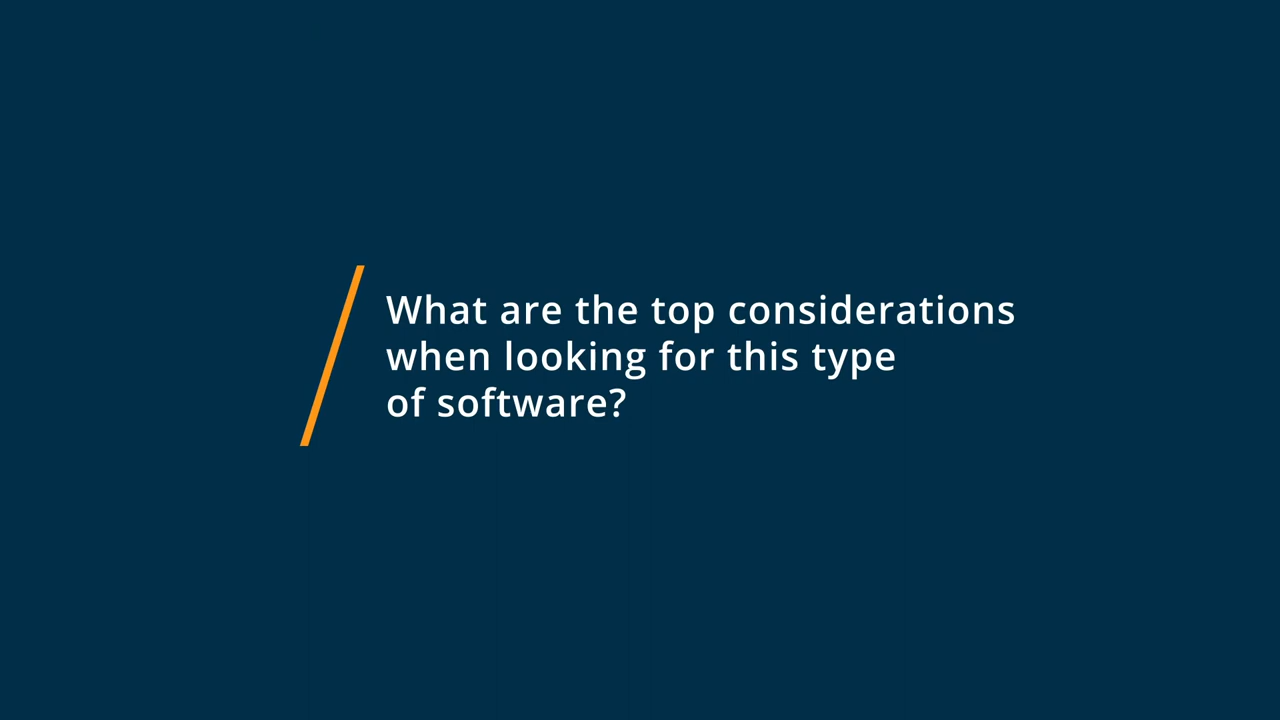 What are the top considerations
when looking for this type
of software?